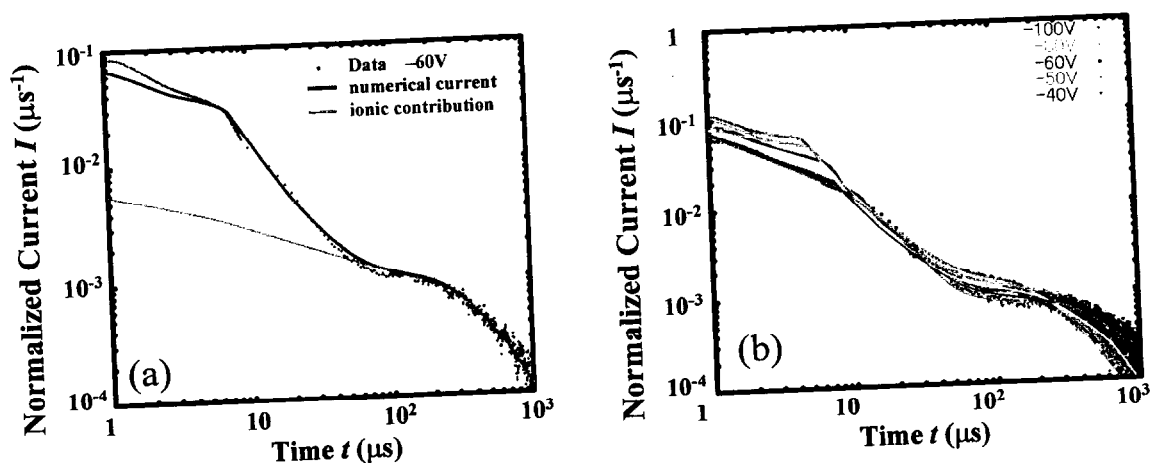 Normalized Current I (µs⁻¹)
10⁻¹
10⁻²
10⁻³
10⁻⁴
Data –60V
numerical current
ionic contribution
(a)
1
10
10²
10³
Time t (µs)
Normalized Current I (µs⁻¹)
1
10⁻¹
10⁻²
10⁻³
10⁻⁴
–100V
–60V
–50V
–40V
(b)
1
10
10²
10³
Time t (µs)